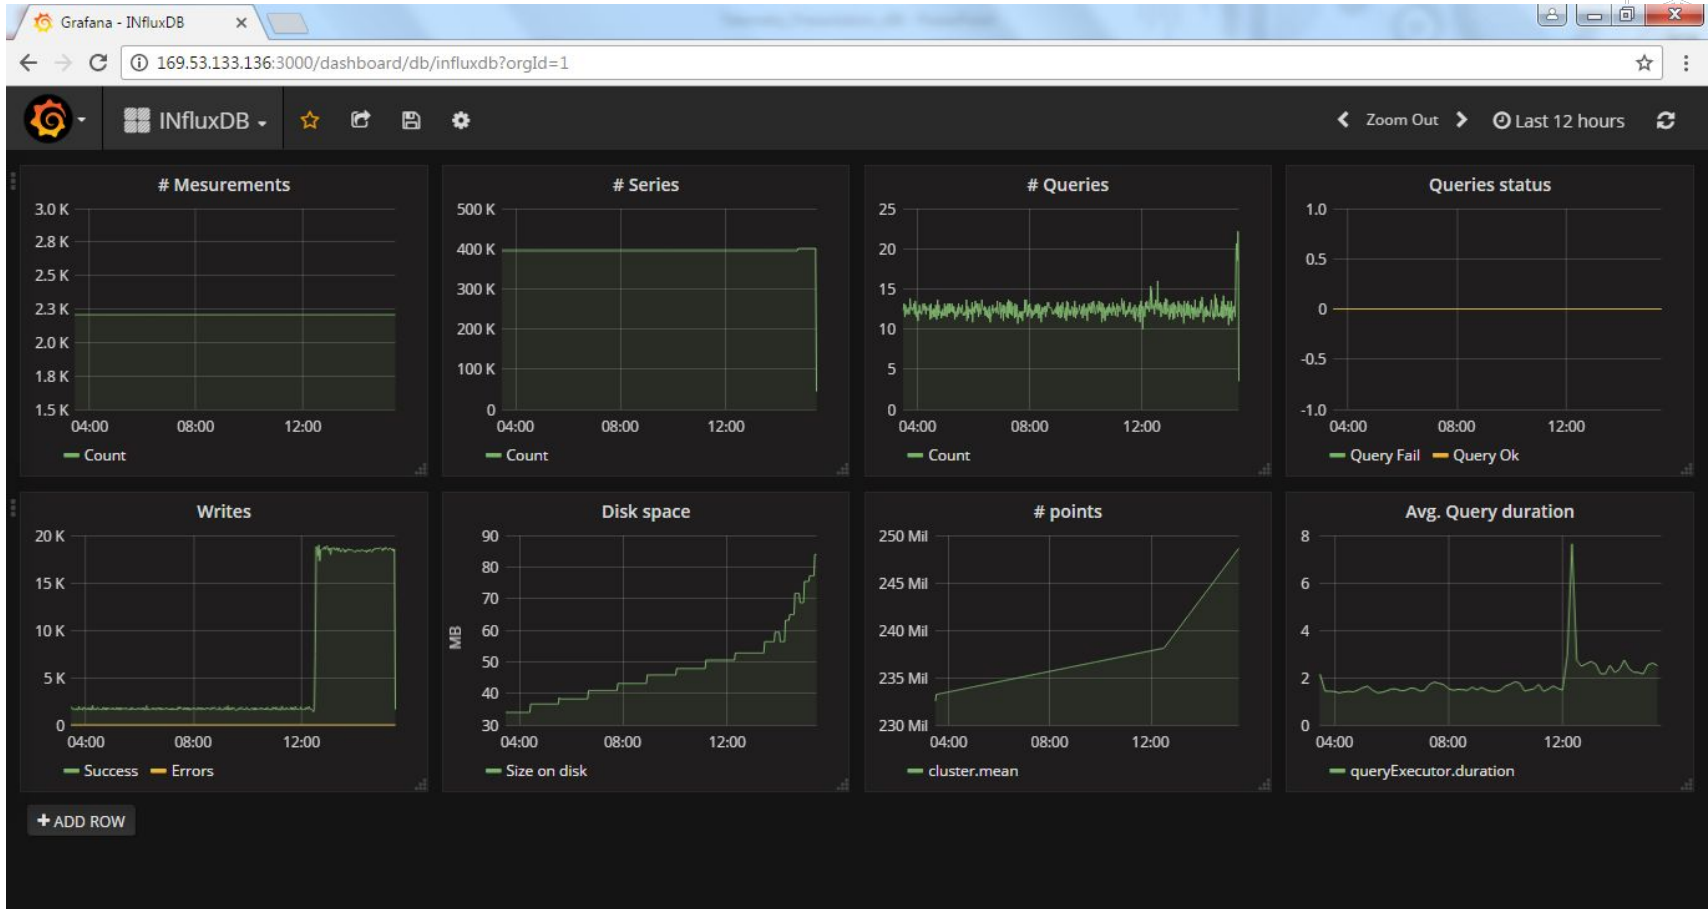 Grafana - INfluxDB
169.53.133.136:3000/dashboard/db/influxdb?orgId=1
INfluxDB
Zoom Out
Last 12 hours
# Mesurements
3.0 K
2.8 K
2.5 K
2.3 K
2.0 K
1.8 K
1.5 K
04:00 08:00 12:00
Count
# Series
500 K
400 K
300 K
200 K
100 K
0
04:00 08:00 12:00
Count
# Queries
25
20
15
10
5
0
04:00 08:00 12:00
Count
Queries status
1.0
0.5
0
-0.5
-1.0
04:00 08:00 12:00
Query Fail Query Ok
Writes
20 K
15 K
10 K
5 K
0
04:00 08:00 12:00
Success Errors
Disk space
MB
90
80
70
60
50
40
30
04:00 08:00 12:00
Size on disk
# points
250 Mil
245 Mil
240 Mil
235 Mil
230 Mil
04:00 08:00 12:00
cluster.mean
Avg. Query duration
8
6
4
2
0
04:00 08:00 12:00
queryExecutor.duration
+ ADD ROW